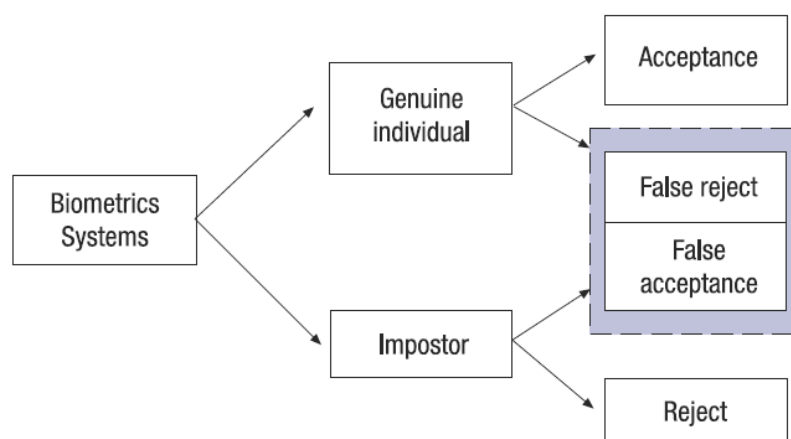 Acceptance
Genuine
individual
False reject
Biometrics
Systems
False
acceptance
Impostor
Reject